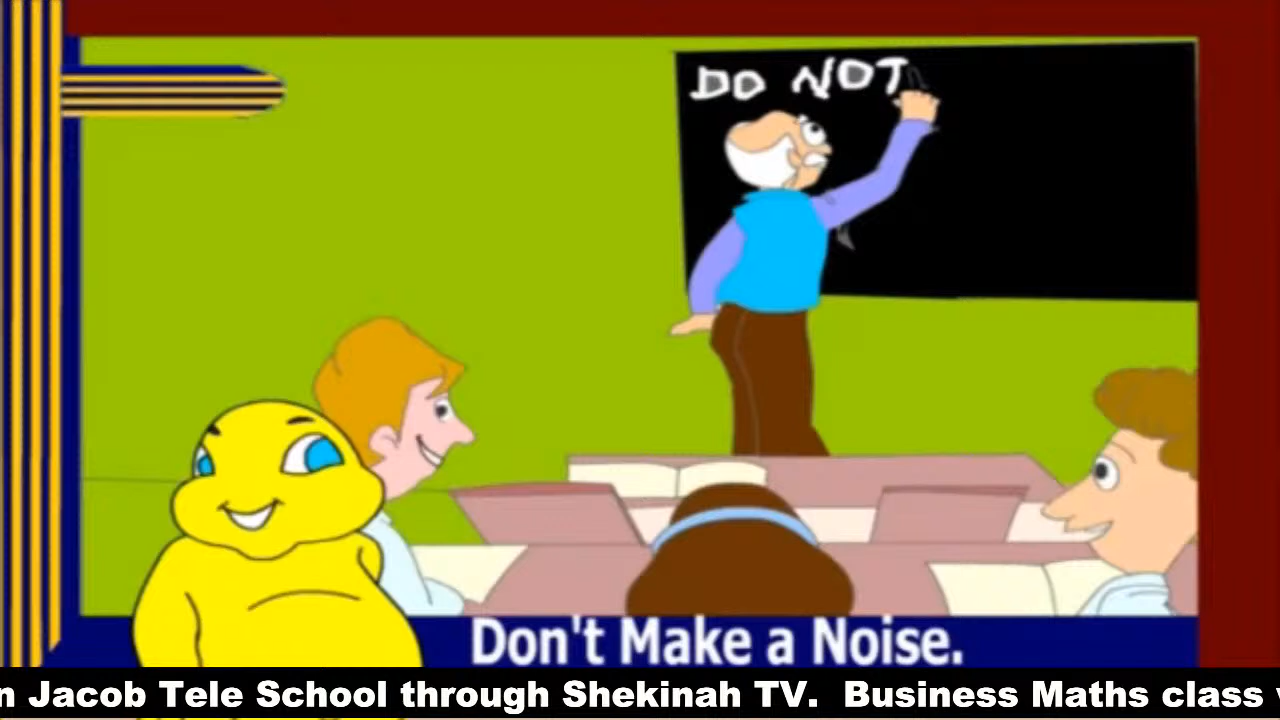 DO NOT
Don't Make a Noise.
n Jacob Tele School through Shekinah TV. Business Maths class